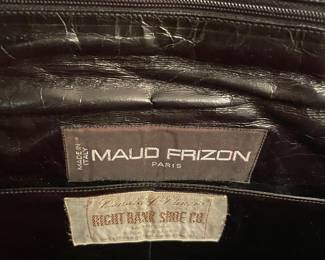 MADE IN
ITALY
MAUD FRIZON
PARIS
RIGHT BANK SHOE CO.